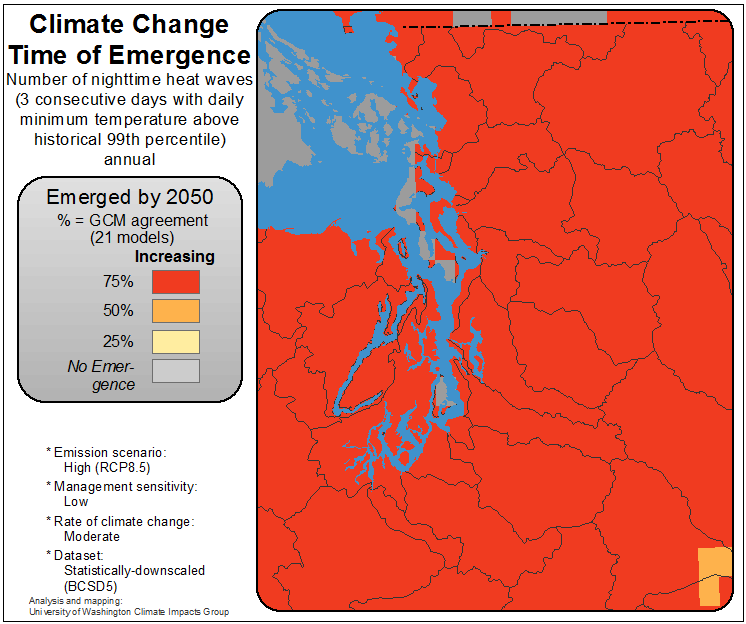 Climate Change
Time of Emergence
Number of nighttime heat waves
(3 consecutive days with daily
minimum temperature above
historical 99th percentile)
annual
Emerged by 2050
% = GCM agreement
(21 models)
Increasing
75%
50%
25%
No Emer-
gence
* Emission scenario:
High (RCP8.5)
* Management sensitivity:
Low
* Rate of climate change:
Moderate
* Dataset:
Statistically-downscaled
(BCSD5)
Analysis and mapping:
University of Washington Climate Impacts Group